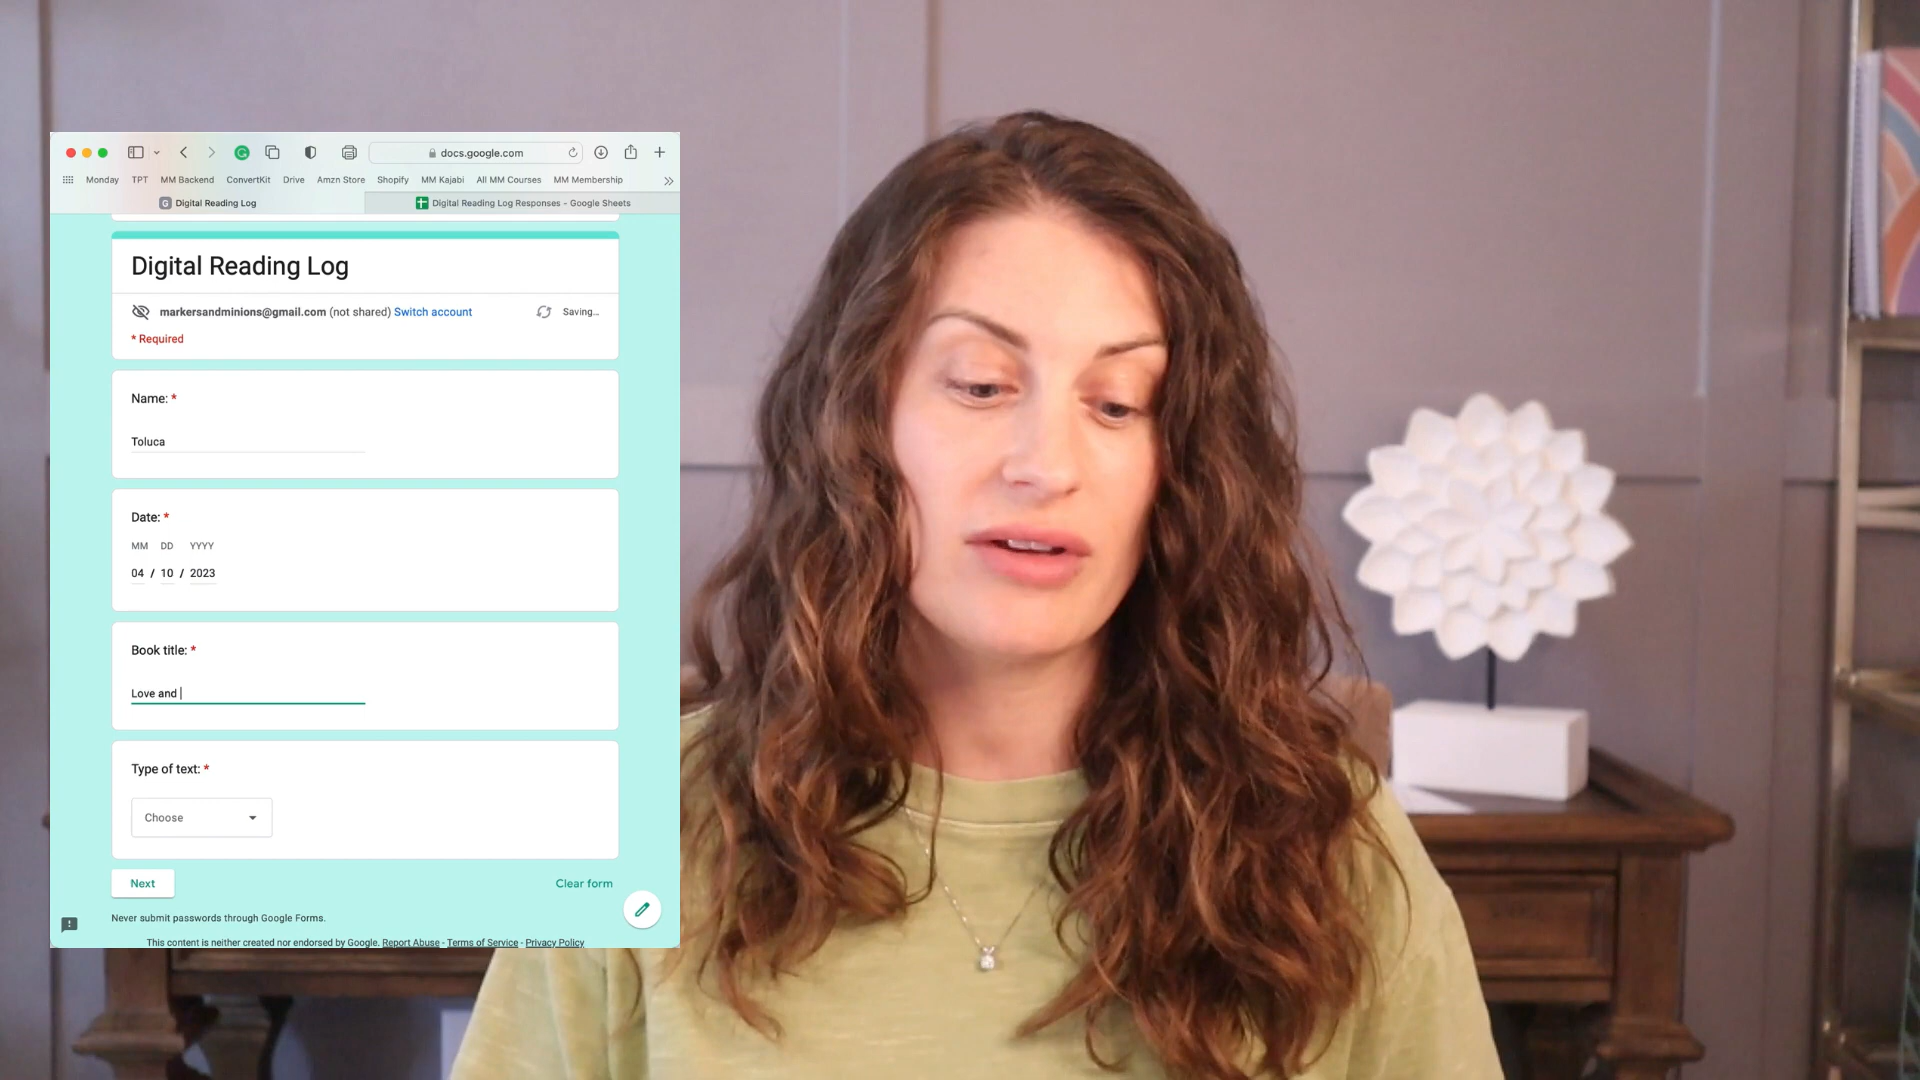 docs.google.com
Monday TPT MM Backend ConvertKit Drive Amzn Store Shopify MM Kajabi All MM Courses MM Membership
Digital Reading Log
Digital Reading Log Responses - Google Sheets
Digital Reading Log
markersandminions@gmail.com (not shared) Switch account
Saving...
* Required
Name: *
Toluca
Date: *
MM DD YYYY
04 / 10 / 2023
Book title: *
Love and
Type of text: *
Choose
Next
Clear form
Never submit passwords through Google Forms.
This content is neither created nor endorsed by Google. Report Abuse - Terms of Service - Privacy Policy